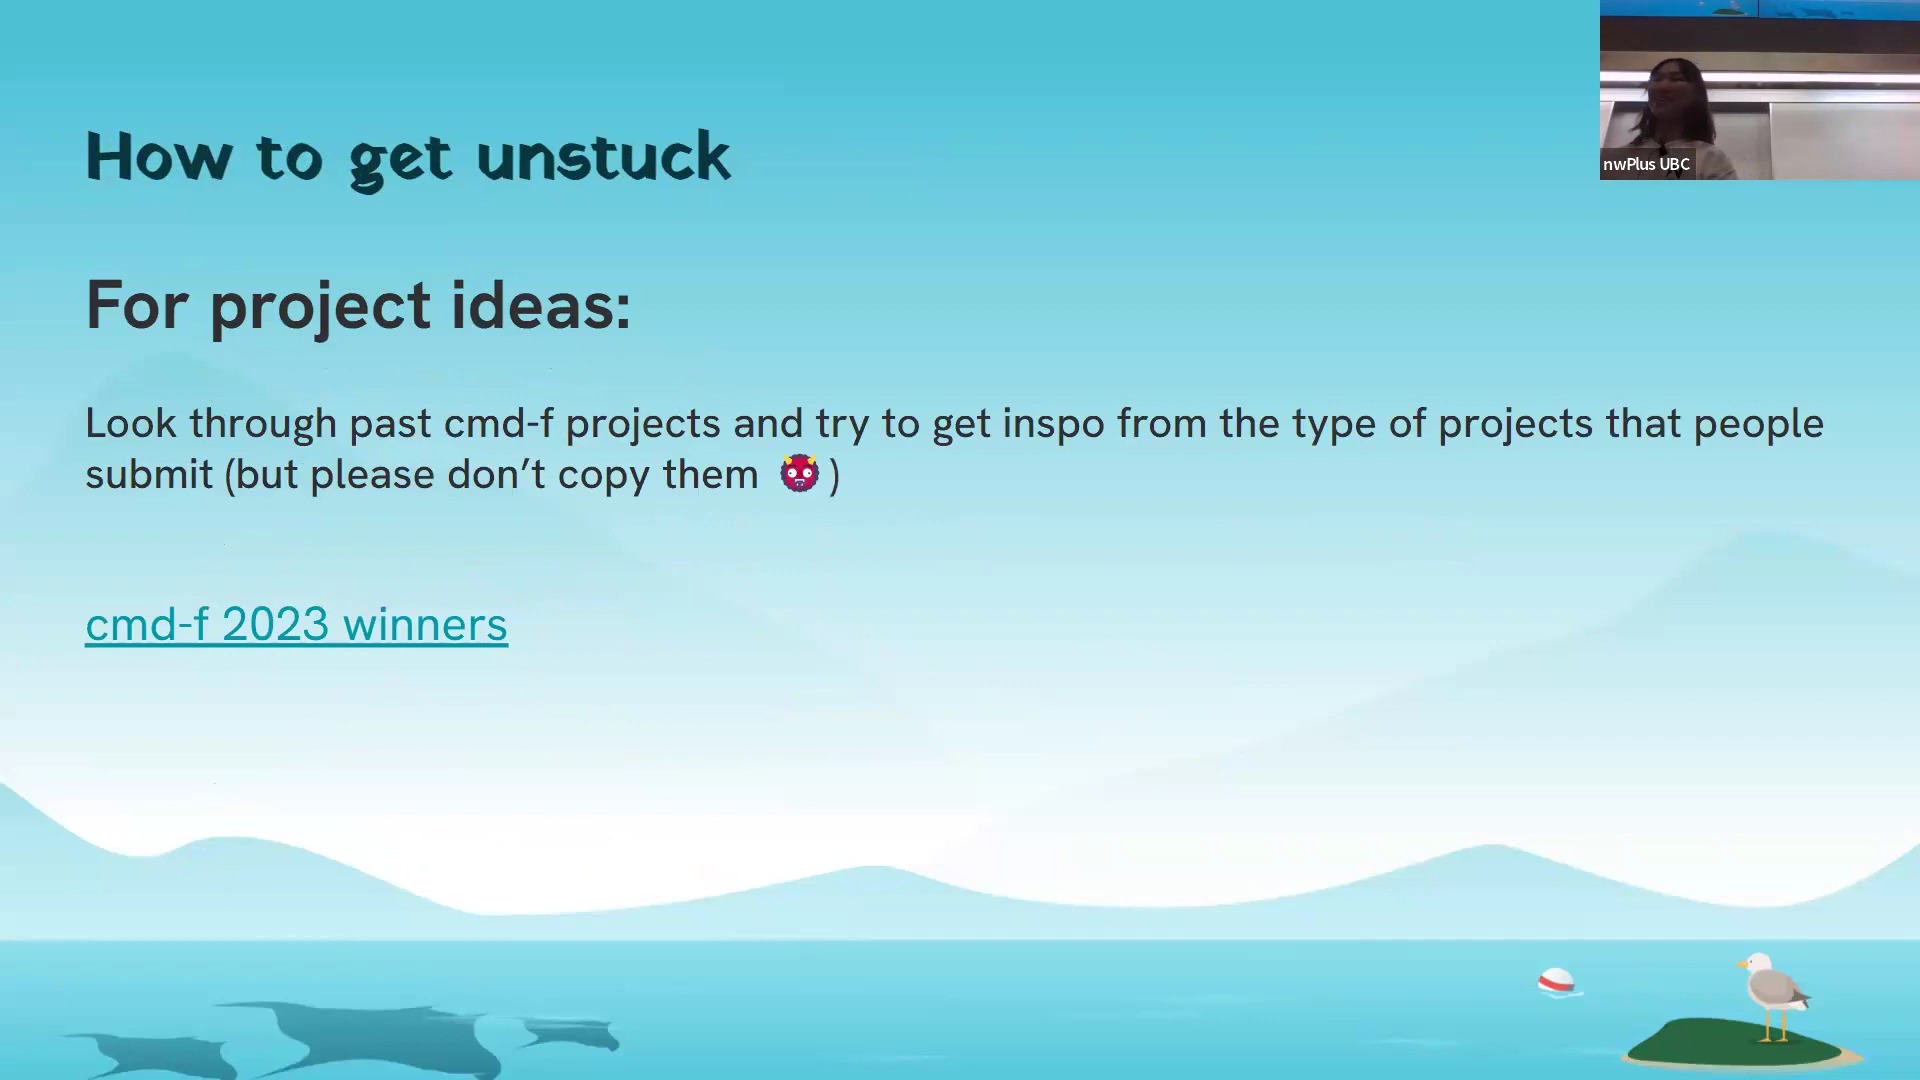 How to get unstuck
For project ideas:
Look through past cmd-f projects and try to get inspo from the type of projects that people
submit (but please don’t copy them 👹 )
cmd-f 2023 winners
nwPlus UBC